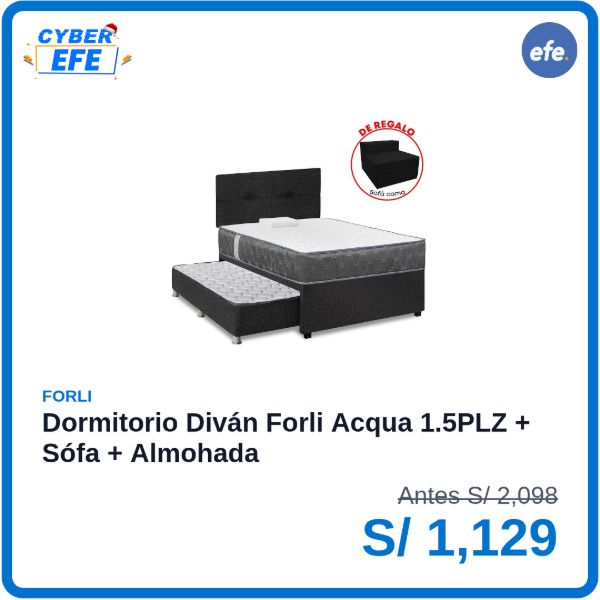 CYBER
EFE
efe.
DE REGALO
Sofá cama
FORLI
Dormitorio Diván Forli Acqua 1.5PLZ +
Sófa + Almohada
Antes S/ 2,098
S/ 1,129